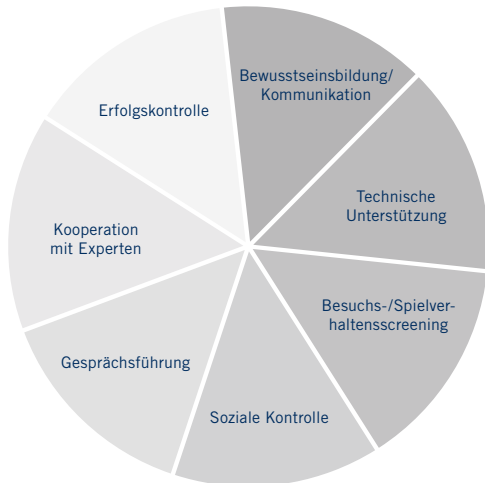 Bewusstseinsbildung/
Kommunikation
Technische
Unterstützung
Besuchs-/Spielver-
haltensscreening
Soziale Kontrolle
Gesprächsführung
Kooperation
mit Experten
Erfolgskontrolle